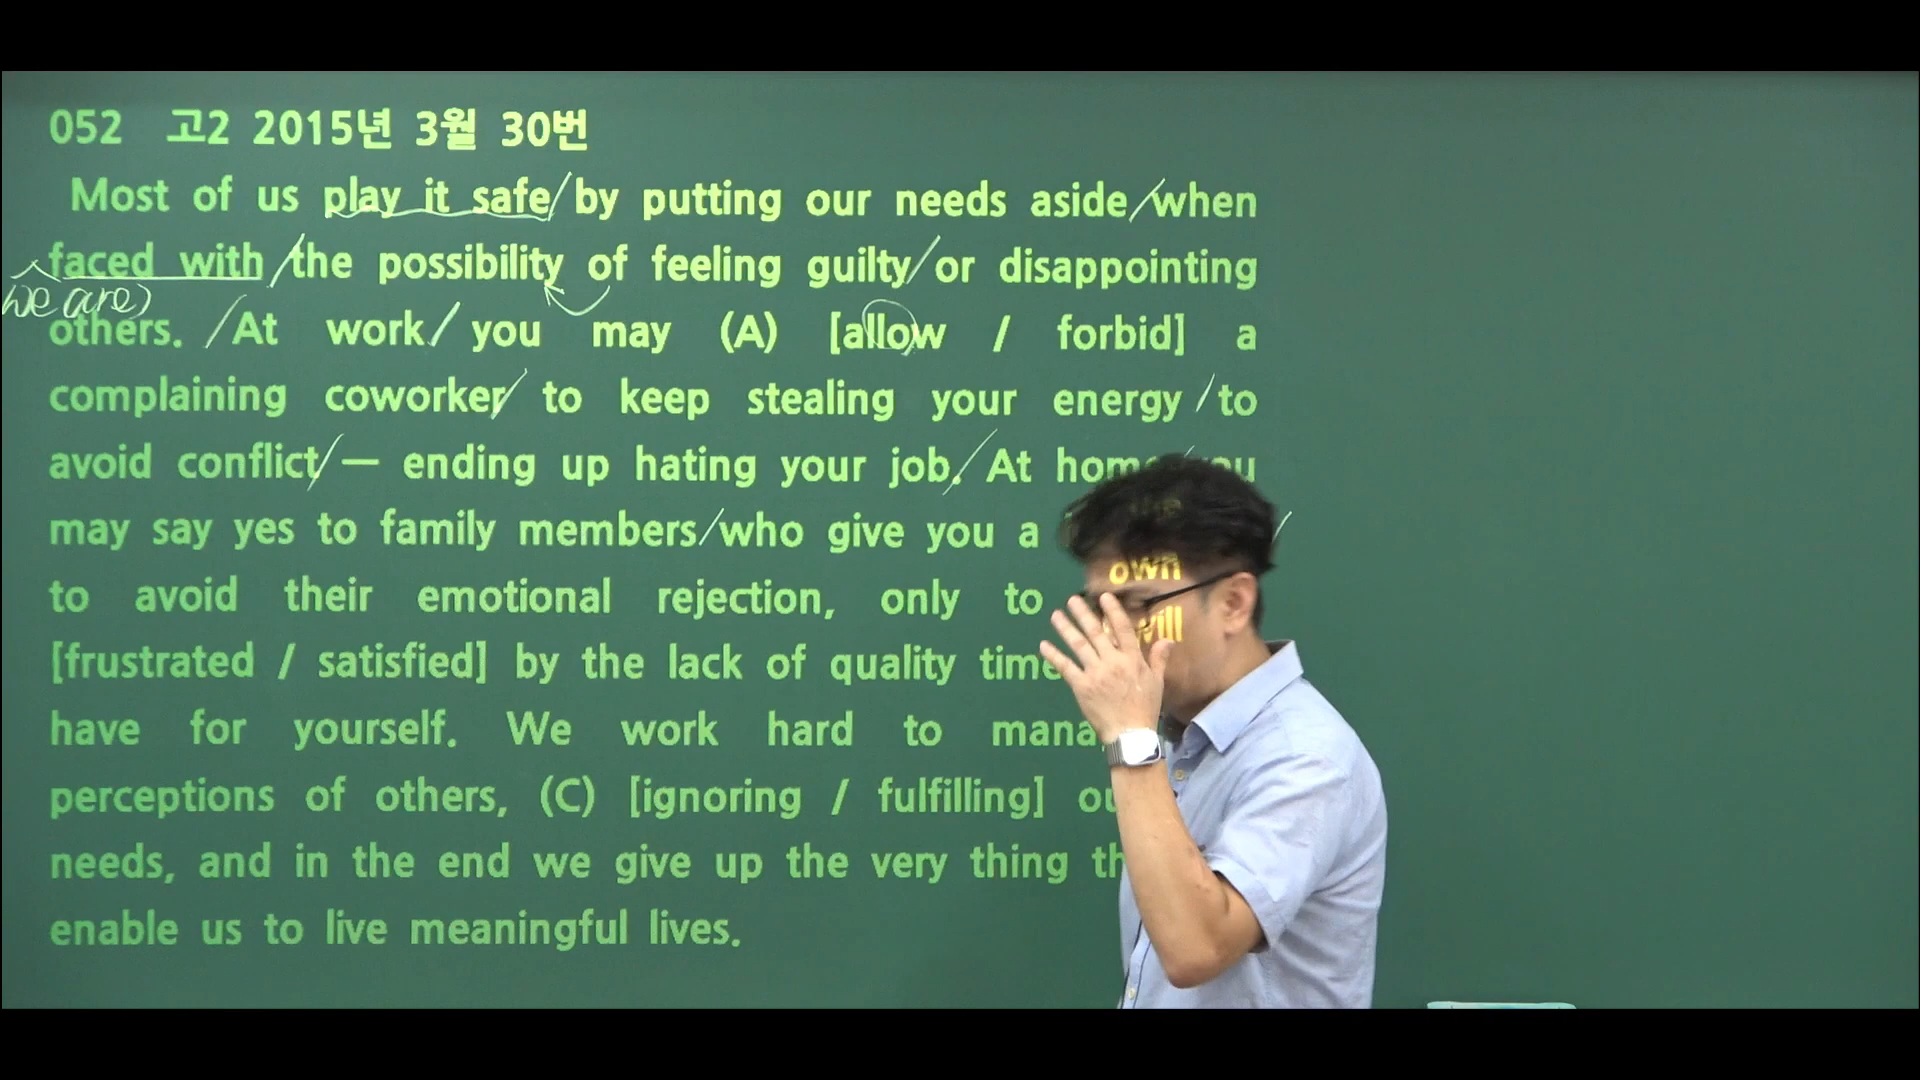 052 고2 2015년 3월 30번
Most of us play it safe / by putting our needs aside / when
faced with / the possibility of feeling guilty / or disappointing
we are)
others. / At work / you may (A) [allow / forbid] a
complaining coworker / to keep stealing your energy / to
avoid conflict / — ending up hating your job. / At home you
may say yes to family members / who give you a
to avoid their emotional rejection, only to
[frustrated / satisfied] by the lack of quality time
have for yourself. We work hard to
perceptions of others, (C) [ignoring / fulfilling]
own
needs, and in the end we give up the very thing
will
enable us to live meaningful lives.